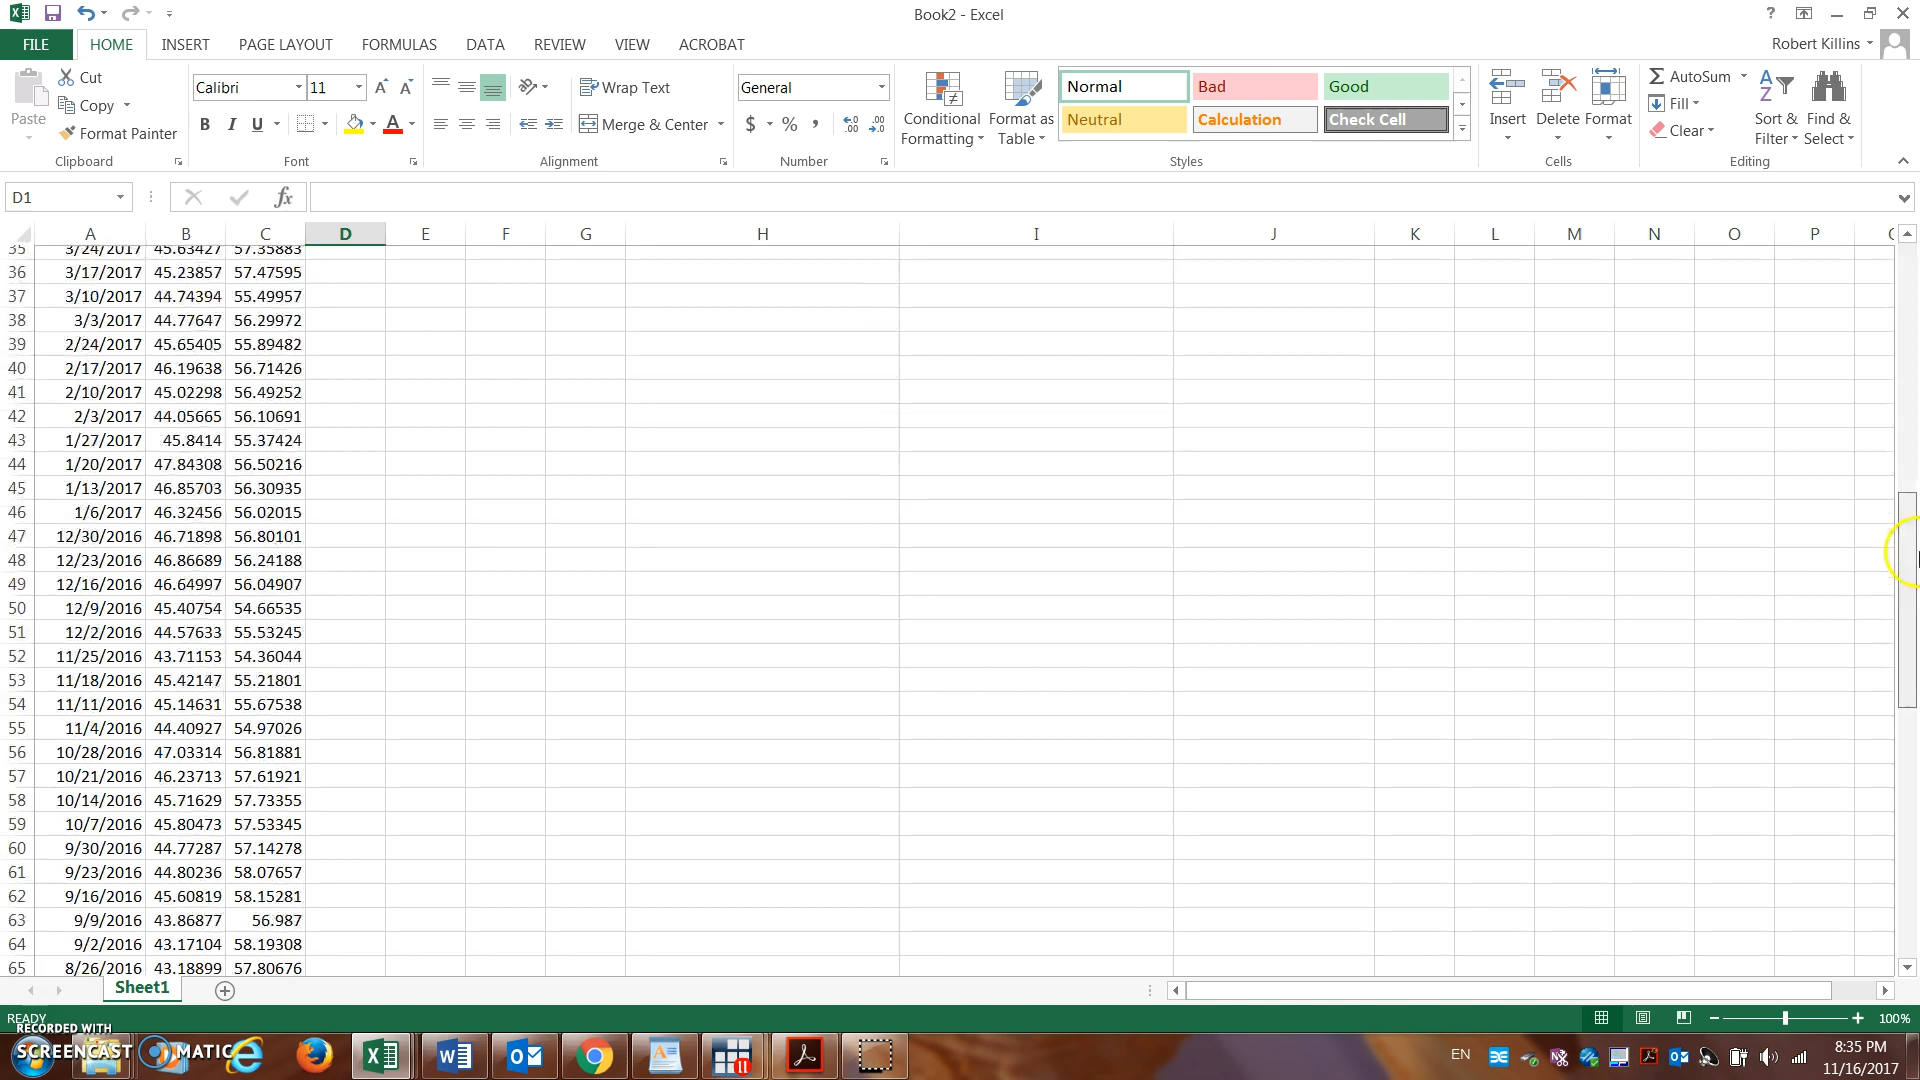 Book2 - Excel
FILE HOME INSERT PAGE LAYOUT FORMULAS DATA REVIEW VIEW ACROBAT
Robert Killins
Paste
Cut
Copy
Format Painter
Clipboard
Calibri 11
B I U
Font
Wrap Text
Merge & Center
Alignment
General
$ % ,
Number
Conditional Formatting
Format as Table
Normal Bad Good
Neutral Calculation Check Cell
Styles
Insert Delete Format
Cells
AutoSum
Fill
Clear
Sort & Filter
Find & Select
Editing
D1
fx
A B C D E F G H I J K L M N O P
35 3/24/2017 45.63427 57.35883
36 3/17/2017 45.23857 57.47595
37 3/10/2017 44.74394 55.49957
38 3/3/2017 44.77647 56.29972
39 2/24/2017 45.65405 55.89482
40 2/17/2017 46.19638 56.71426
41 2/10/2017 45.02298 56.49252
42 2/3/2017 44.05665 56.10691
43 1/27/2017 45.8414 55.37424
44 1/20/2017 47.84308 56.50216
45 1/13/2017 46.85703 56.30935
46 1/6/2017 46.32456 56.02015
47 12/30/2016 46.71898 56.80101
48 12/23/2016 46.86689 56.24188
49 12/16/2016 46.64997 56.04907
50 12/9/2016 45.40754 54.66535
51 12/2/2016 44.57633 55.53245
52 11/25/2016 43.71153 54.36044
53 11/18/2016 45.42147 55.21801
54 11/11/2016 45.14631 55.67538
55 11/4/2016 44.40927 54.97026
56 10/28/2016 47.03314 56.81881
57 10/21/2016 46.23713 57.61921
58 10/14/2016 45.71629 57.73355
59 10/7/2016 45.80473 57.53345
60 9/30/2016 44.77287 57.14278
61 9/23/2016 44.80236 58.07657
62 9/16/2016 45.60819 58.15281
63 9/9/2016 43.86877 56.987
64 9/2/2016 43.17104 58.19308
65 8/26/2016 43.18899 57.80676
Sheet1
READY
100%
RECORDED WITH
SCREENCAST MATIC
11
EN
8:35 PM
11/16/2017